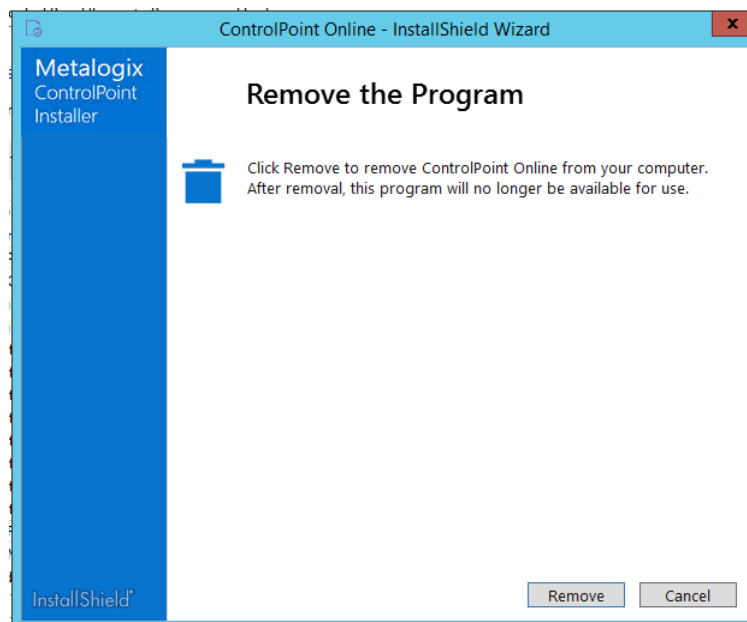 ControlPoint Online - InstallShield Wizard
x
Metalogix
ControlPoint
Installer
Remove the Program
Click Remove to remove ControlPoint Online from your computer.
After removal, this program will no longer be available for use.
InstallShield®
Remove
Cancel